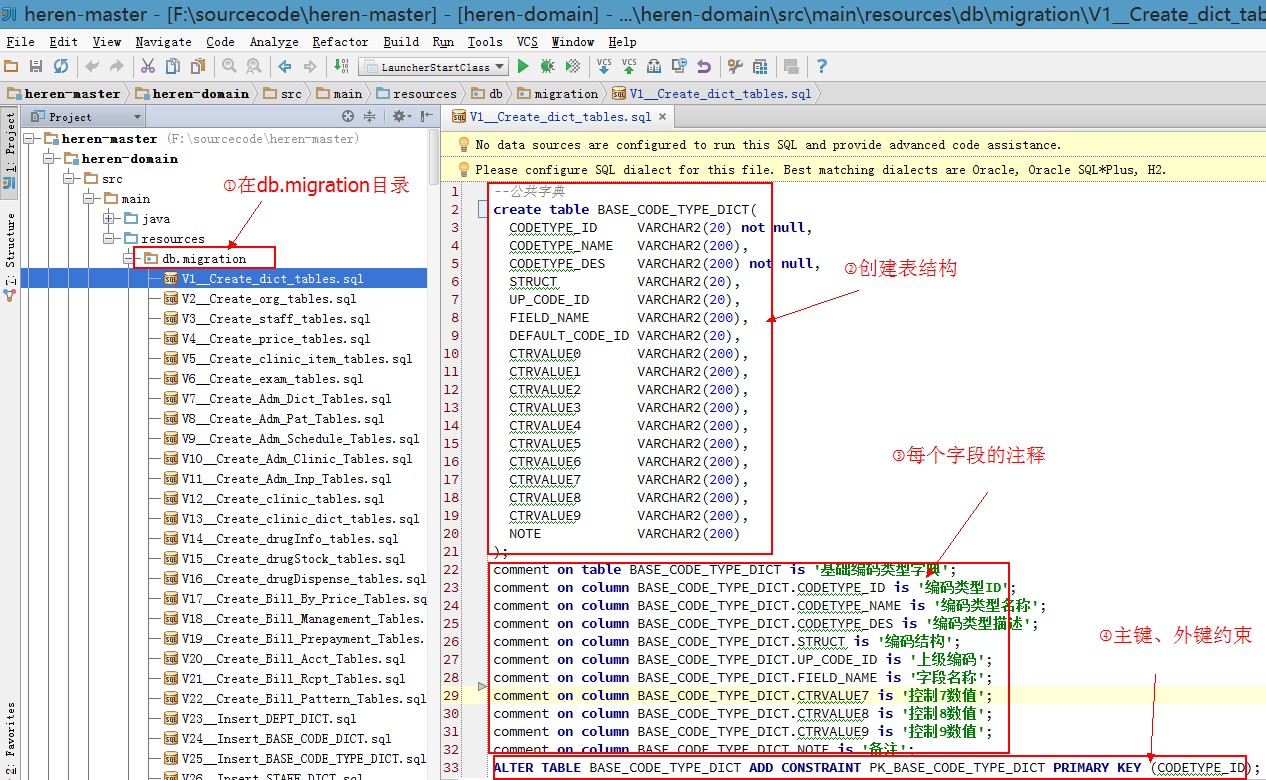 heren-master - [F:\sourcecode\heren-master] - [heren-domain] - ...\heren-domain\src\main\resources\db\migration\V1__Create_dict_tab
File Edit View Navigate Code Analyze Refactor Build Run Tools VCS Window Help
LauncherStartClass
heren-master heren-domain src main resources db migration V1__Create_dict_tables.sql
Project
V1__Create_dict_tables.sql
1: Project
7: Structure
2: Favorites
heren-master (F:\sourcecode\heren-master)
heren-domain
src
main
java
resources
db.migration
V1__Create_dict_tables.sql
V2__Create_org_tables.sql
V3__Create_staff_tables.sql
V4__Create_price_tables.sql
V5__Create_clinic_item_tables.sql
V6__Create_exam_tables.sql
V7__Create_Adm_Dict_Tables.sql
V8__Create_Adm_Pat_Tables.sql
V9__Create_Adm_Schedule_Tables.sql
V10__Create_Adm_Clinic_Tables.sql
V11__Create_Adm_Inp_Tables.sql
V12__Create_clinic_tables.sql
V13__Create_clinic_dict_tables.sql
V14__Create_drugInfo_tables.sql
V15__Create_drugStock_tables.sql
V16__Create_drugDispense_tables.sql
V17__Create_Bill_By_Price_Tables.sq
V18__Create_Bill_Management_Tables.
V19__Create_Bill_Prepayment_Tables.
V20__Create_Bill_Acct_Tables.sql
V21__Create_Bill_Rcpt_Tables.sql
V22__Create_Bill_Pattern_Tables.sql
V23__Insert_DEPT_DICT.sql
V24__Insert_BASE_CODE_DICT.sql
V25__Insert_BASE_CODE_TYPE_DICT.sql
V26__Insert_STAFF_DICT.sql
①在db.migration目录
No data sources are configured to run this SQL and provide advanced code assistance.
Please configure SQL dialect for this file. Best matching dialects are Oracle, Oracle SQL*Plus, H2.
1 --公共字典
2 create table BASE_CODE_TYPE_DICT(
3 CODETYPE_ID VARCHAR2(20) not null,
4 CODETYPE_NAME VARCHAR2(200),
5 CODETYPE_DES VARCHAR2(200) not null,
6 STRUCT VARCHAR2(20),
7 UP_CODE_ID VARCHAR2(20),
8 FIELD_NAME VARCHAR2(200),
9 DEFAULT_CODE_ID VARCHAR2(20),
10 CTRVALUE0 VARCHAR2(200),
11 CTRVALUE1 VARCHAR2(200),
12 CTRVALUE2 VARCHAR2(200),
13 CTRVALUE3 VARCHAR2(200),
14 CTRVALUE4 VARCHAR2(200),
15 CTRVALUE5 VARCHAR2(200),
16 CTRVALUE6 VARCHAR2(200),
17 CTRVALUE7 VARCHAR2(200),
18 CTRVALUE8 VARCHAR2(200),
19 CTRVALUE9 VARCHAR2(200),
20 NOTE VARCHAR2(200)
21 );
22 comment on table BASE_CODE_TYPE_DICT is '基础编码类型字典';
23 comment on column BASE_CODE_TYPE_DICT.CODETYPE_ID is '编码类型ID';
24 comment on column BASE_CODE_TYPE_DICT.CODETYPE_NAME is '编码类型名称';
25 comment on column BASE_CODE_TYPE_DICT.CODETYPE_DES is '编码类型描述';
26 comment on column BASE_CODE_TYPE_DICT.STRUCT is '编码结构';
27 comment on column BASE_CODE_TYPE_DICT.UP_CODE_ID is '上级编码';
28 comment on column BASE_CODE_TYPE_DICT.FIELD_NAME is '字段名称';
29 comment on column BASE_CODE_TYPE_DICT.CTRVALUE7 is '控制7数值';
30 comment on column BASE_CODE_TYPE_DICT.CTRVALUE8 is '控制8数值';
31 comment on column BASE_CODE_TYPE_DICT.CTRVALUE9 is '控制9数值';
32 comment on column BASE_CODE_TYPE_DICT.NOTE is '备注';
33 ALTER TABLE BASE_CODE_TYPE_DICT ADD CONSTRAINT PK_BASE_CODE_TYPE_DICT PRIMARY KEY (CODETYPE_ID);
②创建表结构
③每个字段的注释
④主键、外键约束